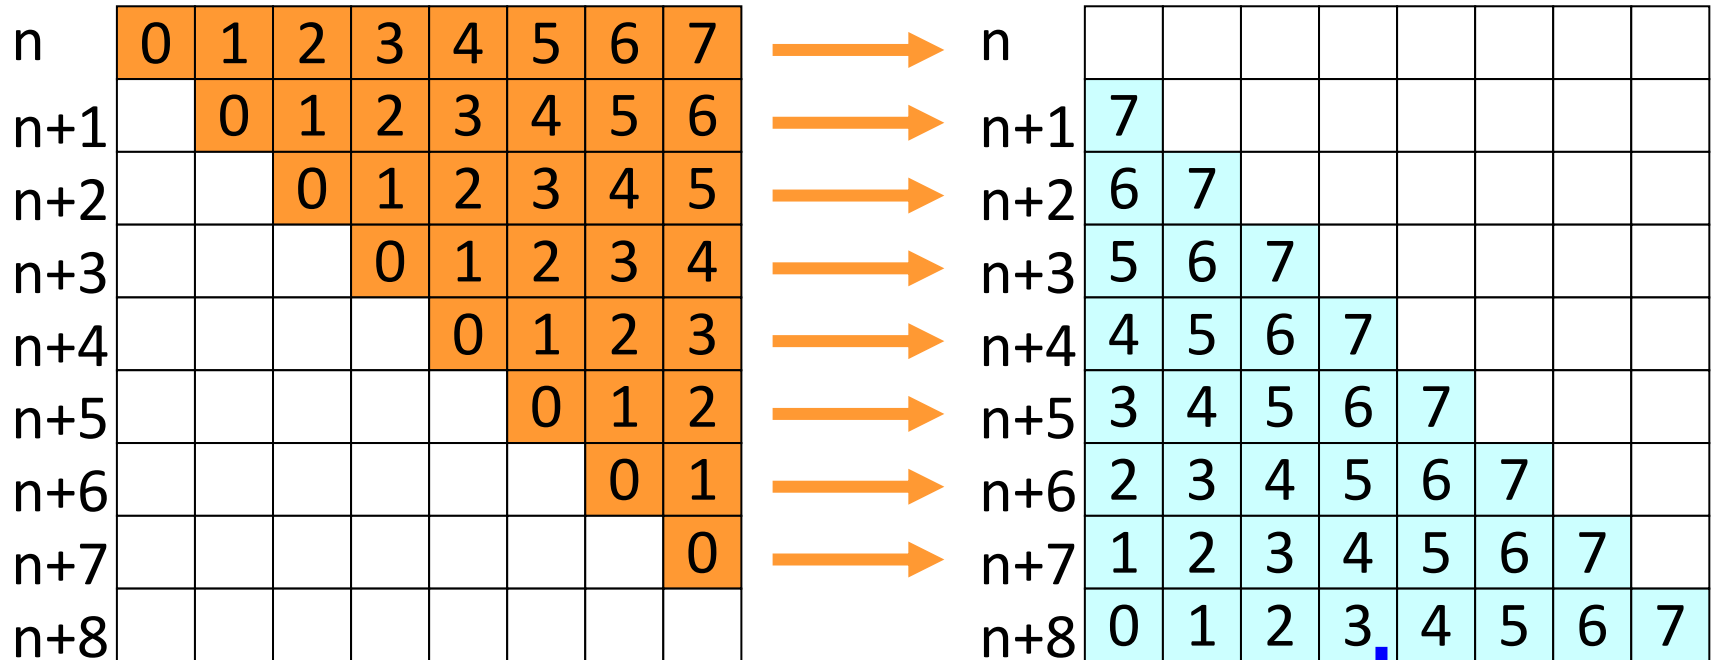 n 0 1 2 3 4 5 6 7 n
n+1 0 1 2 3 4 5 6 n+1 7
n+2 0 1 2 3 4 5 n+2 6 7
n+3 0 1 2 3 4 n+3 5 6 7
n+4 0 1 2 3 n+4 4 5 6 7
n+5 0 1 2 n+5 3 4 5 6 7
n+6 0 1 n+6 2 3 4 5 6 7
n+7 0 n+7 1 2 3 4 5 6 7
n+8 n+8 0 1 2 3 4 5 6 7